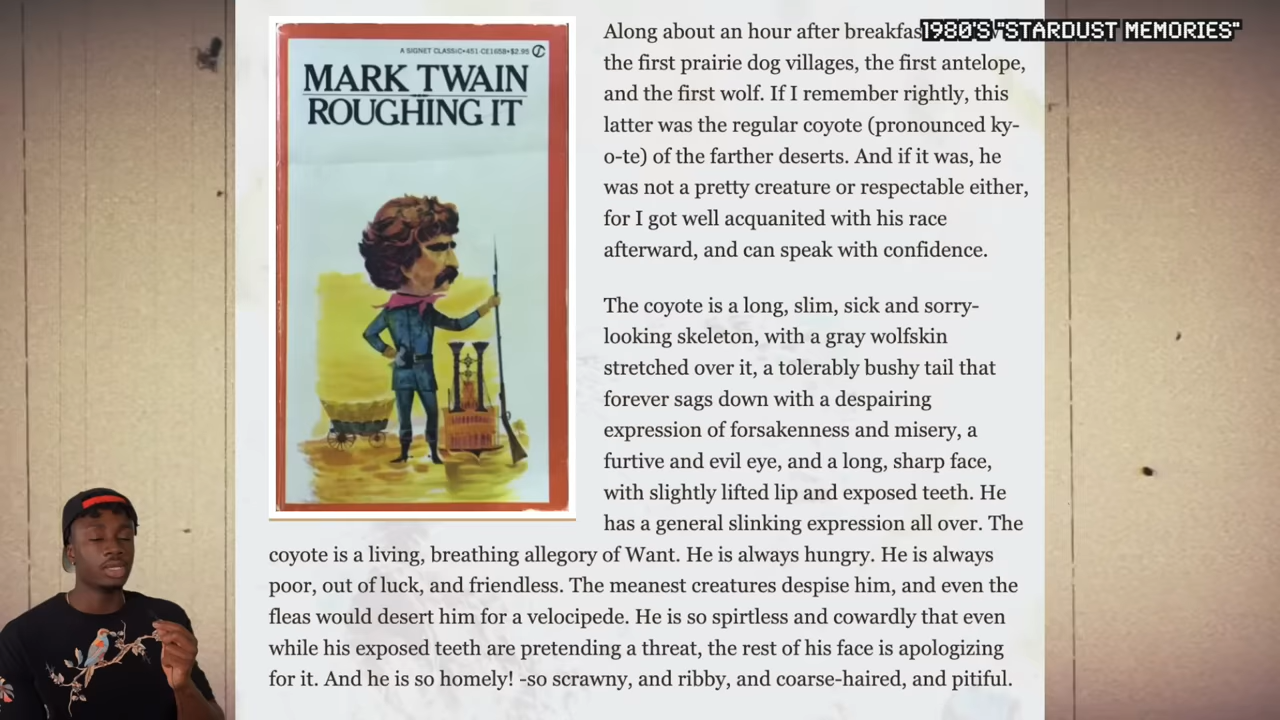 1980'S "STARDUST MEMORIES"
A SIGNET CLASSIC•451-CE1658•$2.95
MARK TWAIN
ROUGHING IT
Along about an hour after breakfas
the first prairie dog villages, the first antelope,
and the first wolf. If I remember rightly, this
latter was the regular coyote (pronounced ky-
o-te) of the farther deserts. And if it was, he
was not a pretty creature or respectable either,
for I got well acquanited with his race
afterward, and can speak with confidence.
The coyote is a long, slim, sick and sorry-
looking skeleton, with a gray wolfskin
stretched over it, a tolerably bushy tail that
forever sags down with a despairing
expression of forsakenness and misery, a
furtive and evil eye, and a long, sharp face,
with slightly lifted lip and exposed teeth. He
has a general slinking expression all over. The
coyote is a living, breathing allegory of Want. He is always hungry. He is always
poor, out of luck, and friendless. The meanest creatures despise him, and even the
fleas would desert him for a velocipede. He is so spirtless and cowardly that even
while his exposed teeth are pretending a threat, the rest of his face is apologizing
for it. And he is so homely! -so scrawny, and ribby, and coarse-haired, and pitiful.